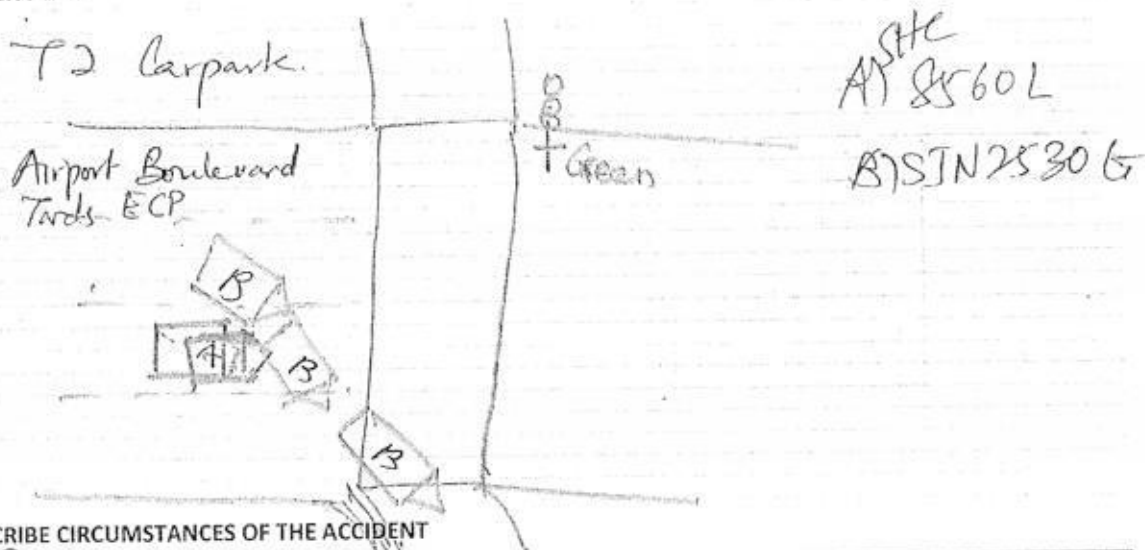 T2 Carpark.
SHC
A) 8560L
Airport Boulevard
Twds ECP
Green
B) SJN2530G
B
A
B
B
CRIBE CIRCUMSTANCES OF THE ACCIDENT